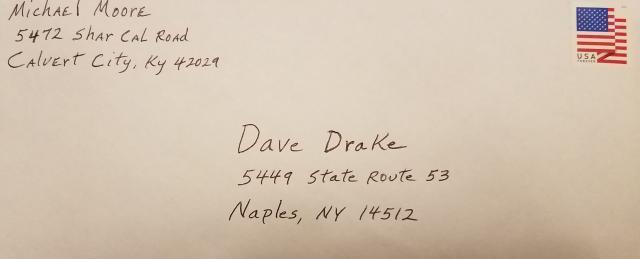 Michael Moore
5472 Shar Cal Road
Calvert City, Ky 42029
USA
FOREVER
Dave Drake
5449 State Route 53
Naples, NY 14512